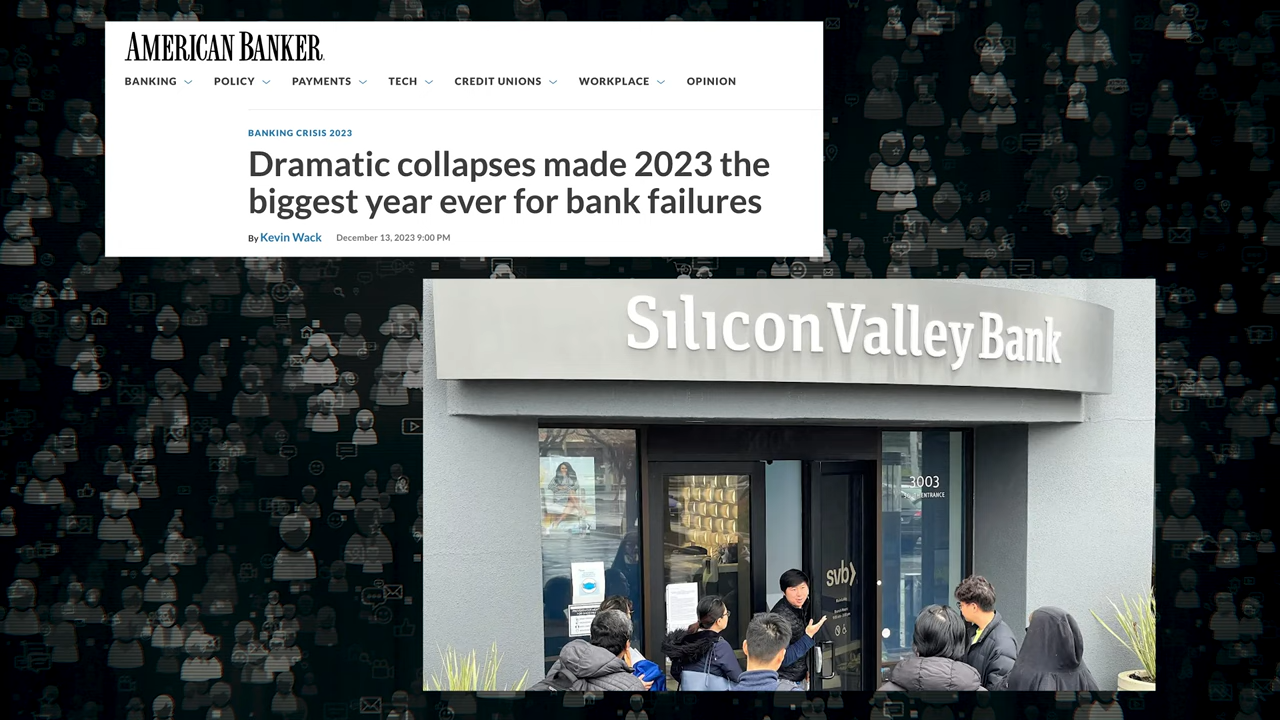 AMERICAN BANKER
BANKING POLICY PAYMENTS TECH CREDIT UNIONS WORKPLACE OPINION
BANKING CRISIS 2023
Dramatic collapses made 2023 the
biggest year ever for bank failures
By Kevin Wack December 13, 2023 9:00 PM
Silicon Valley Bank
3003
ENTRANCE
svb